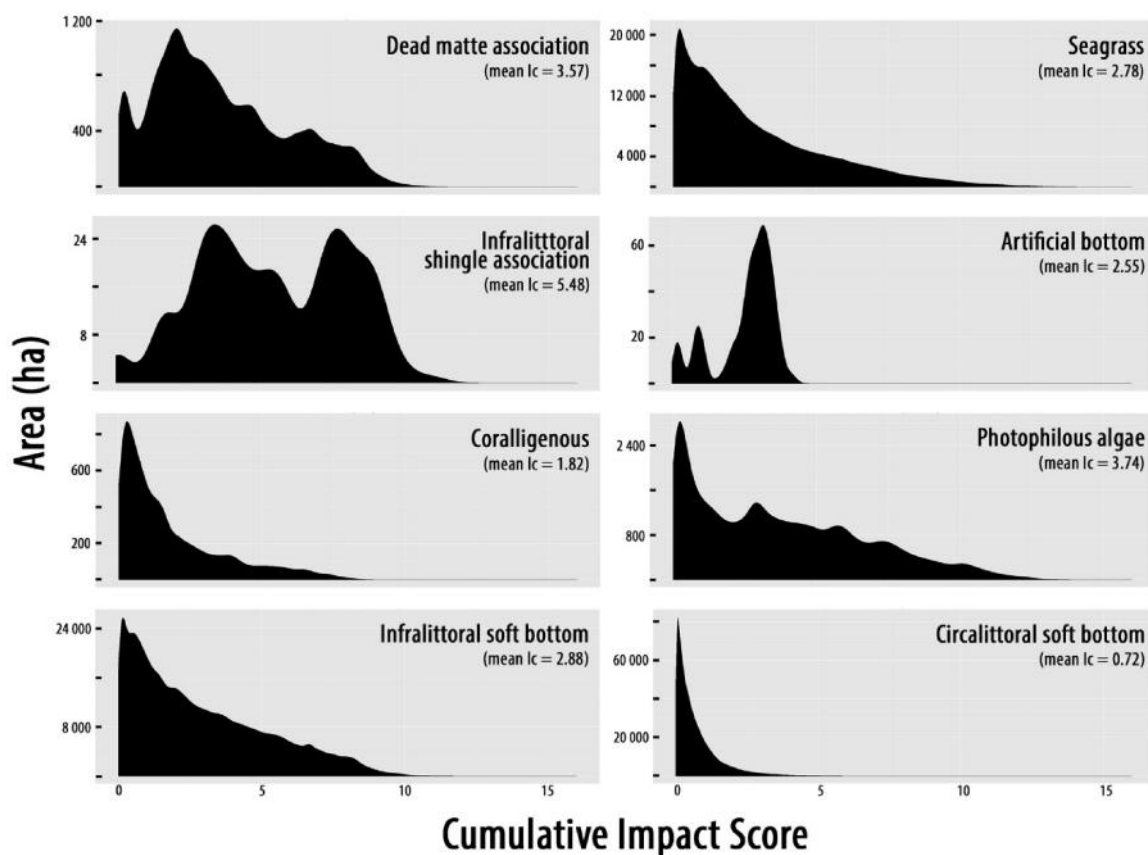 1 200
400
Dead matte association
(mean Ic = 3.57)
20 000
12 000
4 000
Seagrass
(mean Ic = 2.78)
24
8
Infralitttoral
shingle association
(mean Ic = 5.48)
60
20
Artificial bottom
(mean Ic = 2.55)
600
200
Coralligenous
(mean Ic = 1.82)
2 400
800
Photophilous algae
(mean Ic = 3.74)
24 000
8 000
Infralittoral soft bottom
(mean Ic = 2.88)
60 000
20 000
Circalittoral soft bottom
(mean Ic = 0.72)
0 5 10 15
0 5 10 15
Area (ha)
Cumulative Impact Score